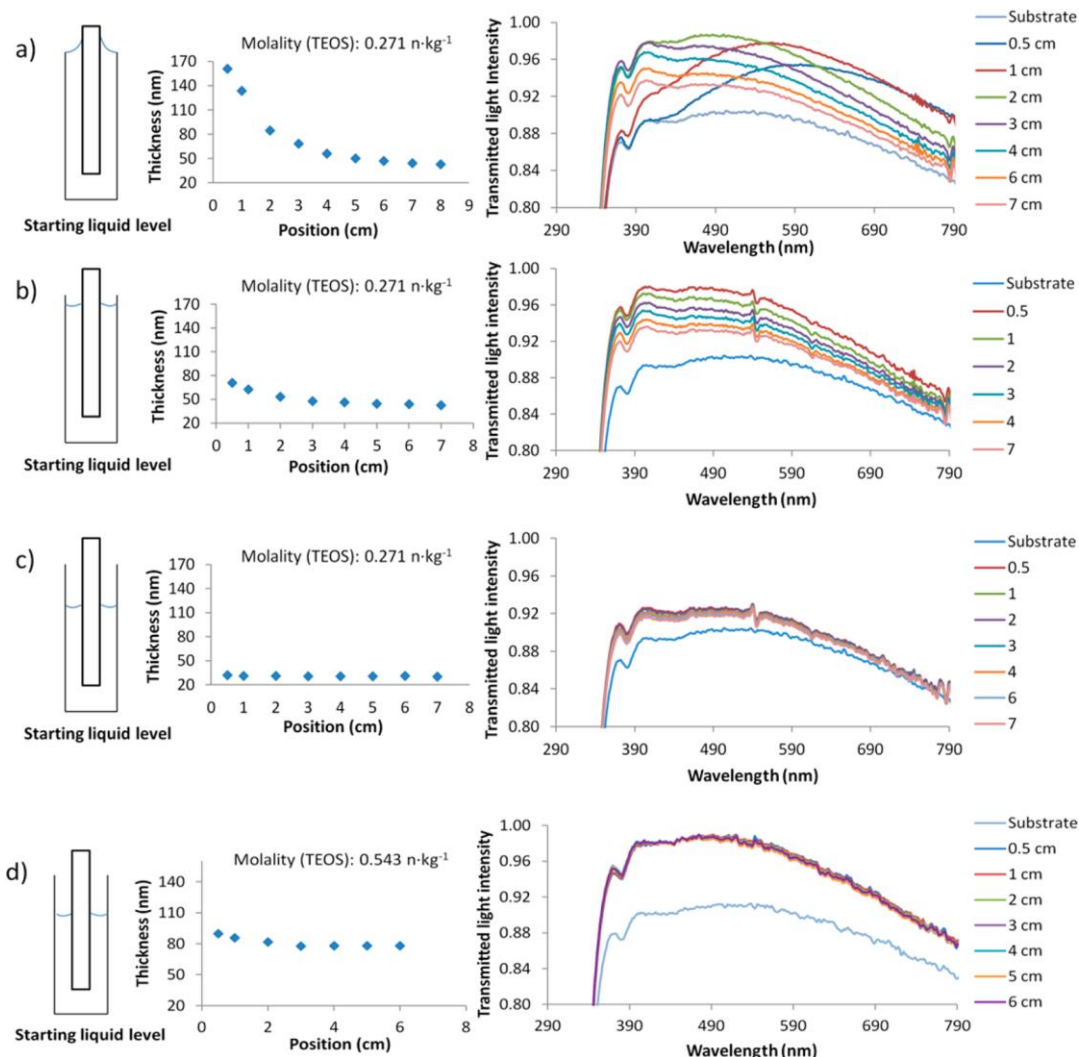 a)
Starting liquid level
Molality (TEOS): 0.271 n·kg⁻¹
Thickness (nm)
170
140
110
80
50
20
0 1 2 3 4 5 6 7 8 9
Position (cm)
Transmitted light Intensity
1.00
0.96
0.92
0.88
0.84
0.80
290 390 490 590 690 790
Wavelength (nm)
Substrate
0.5 cm
1 cm
2 cm
3 cm
4 cm
6 cm
7 cm
b)
Starting liquid level
Molality (TEOS): 0.271 n·kg⁻¹
Thickness (nm)
170
140
110
80
50
20
0 1 2 3 4 5 6 7 8
Position (cm)
Transmitted light intensity
1.00
0.96
0.92
0.88
0.84
0.80
290 390 490 590 690 790
Wavelength (nm)
Substrate
0.5
1
2
3
4
7
c)
Starting liquid level
Molality (TEOS): 0.271 n·kg⁻¹
Thickness (nm)
170
140
110
80
50
20
0 1 2 3 4 5 6 7 8
Position (cm)
Transmitted light intensity
1.00
0.96
0.92
0.88
0.84
0.80
290 390 490 590 690 790
Wavelength (nm)
Substrate
0.5
1
2
3
4
6
7
d)
Starting liquid level
Molality (TEOS): 0.543 n·kg⁻¹
Thickness (nm)
140
110
80
50
20
0 2 4 6 8
Position (cm)
Transmitted light intensity
1.00
0.96
0.92
0.88
0.84
0.80
290 390 490 590 690 790
Wavelength (nm)
Substrate
0.5 cm
1 cm
2 cm
3 cm
4 cm
5 cm
6 cm